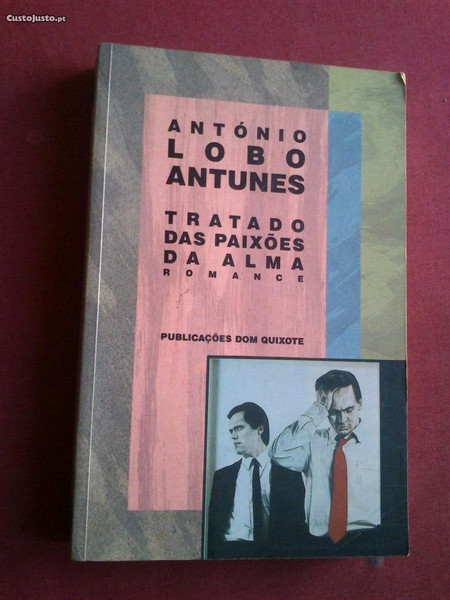 CustoJusto.pt
ANTÓNIO
LOBO
ANTUNES
TRATADO
DAS PAIXÕES
DA ALMA
ROMANCE
PUBLICAÇÕES DOM QUIXOTE